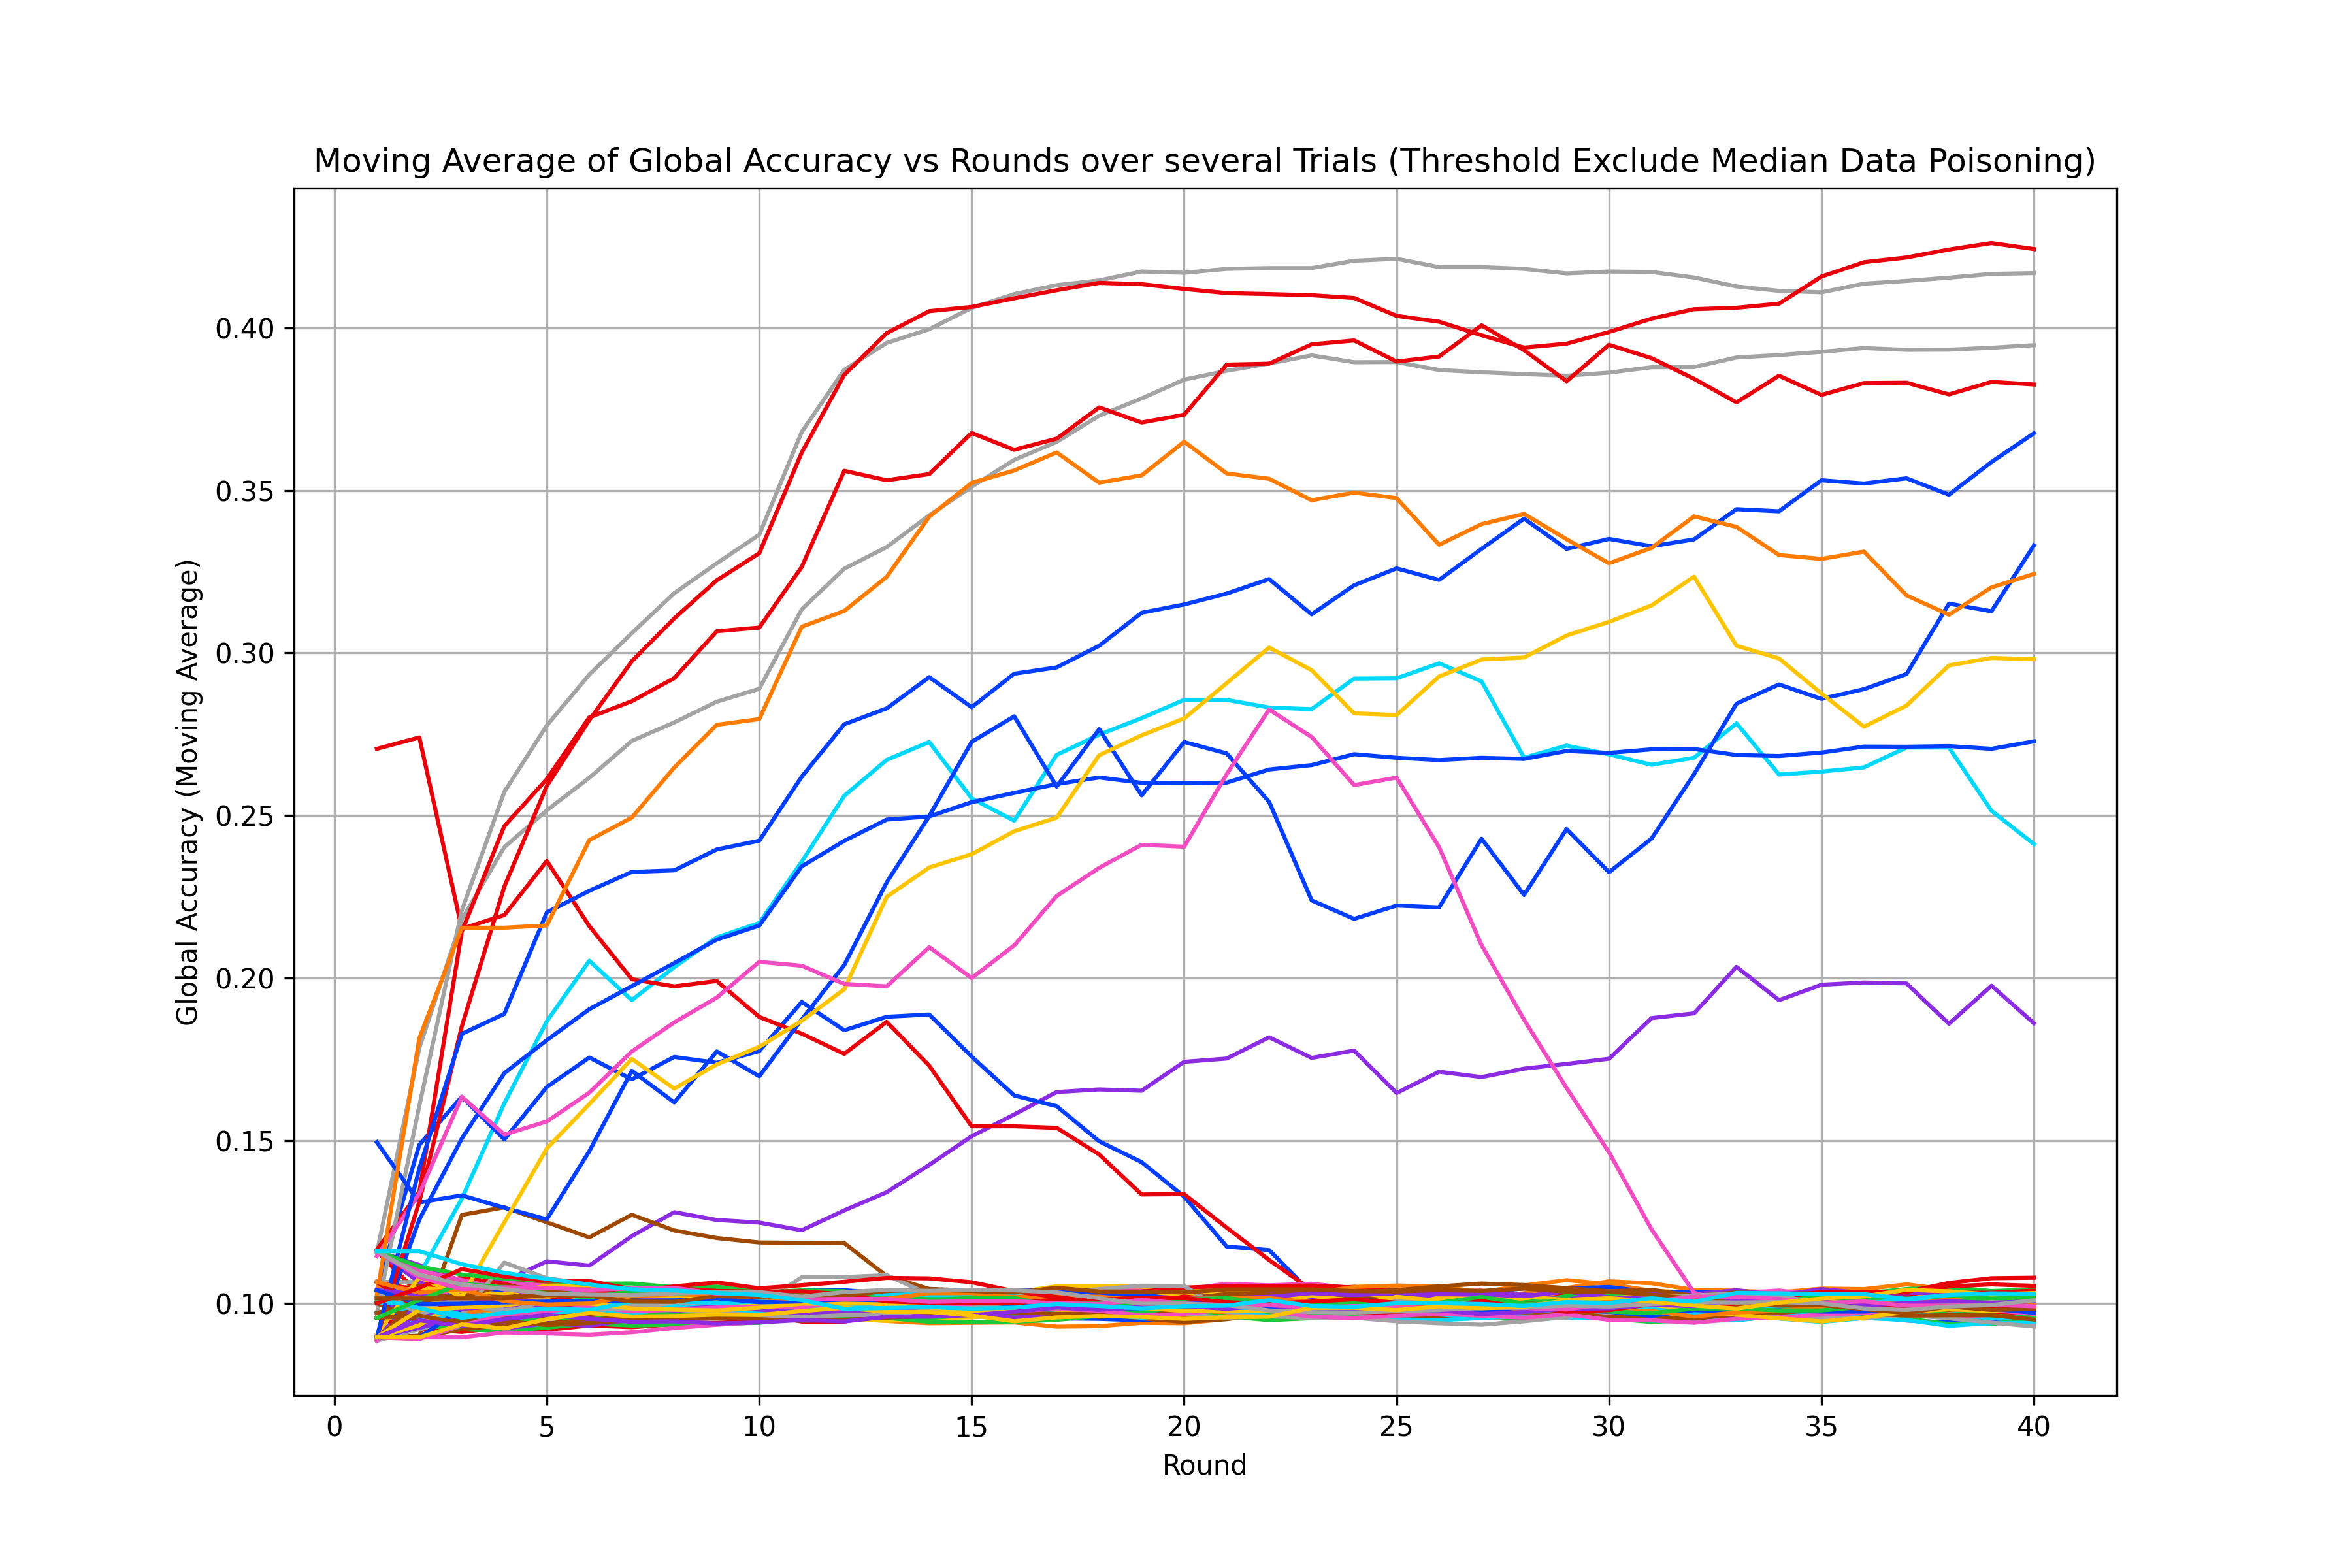 Moving Average of Global Accuracy vs Rounds over several Trials (Threshold Exclude Median Data Poisoning)
Global Accuracy (Moving Average)
0.40
0.35
0.30
0.25
0.20
0.15
0.10
0 5 10 15 20 25 30 35 40
Round